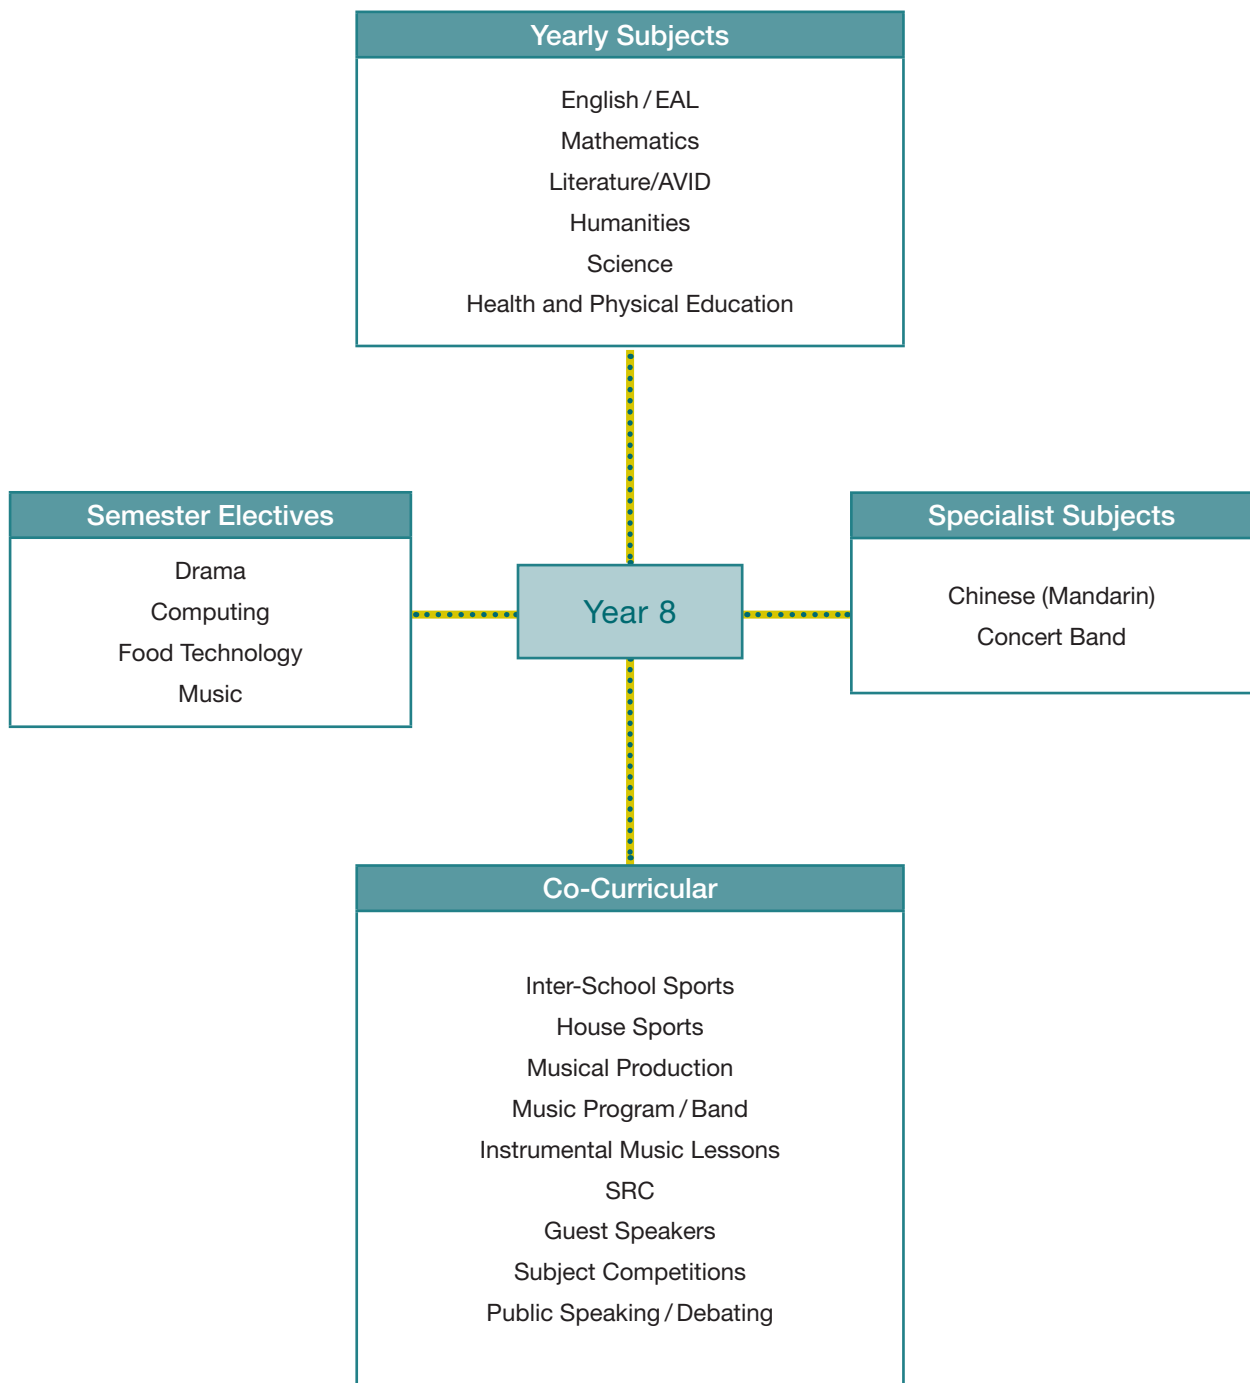 Yearly Subjects
English / EAL
Mathematics
Literature/AVID
Humanities
Science
Health and Physical Education
Semester Electives
Drama
Computing
Food Technology
Music
Year 8
Specialist Subjects
Chinese (Mandarin)
Concert Band
Co-Curricular
Inter-School Sports
House Sports
Musical Production
Music Program / Band
Instrumental Music Lessons
SRC
Guest Speakers
Subject Competitions
Public Speaking / Debating